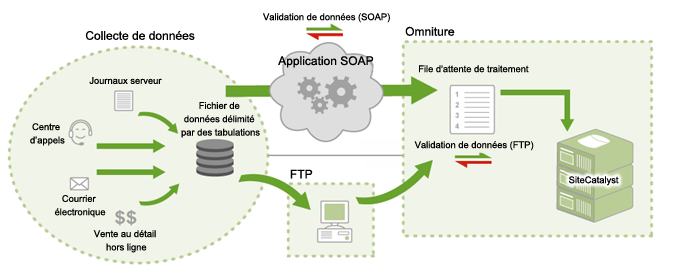 Validation de données (SOAP)
Collecte de données
Omniture
Application SOAP
Journaux serveur
File d'attente de traitement
Fichier de
données délimité
par des tabulations
1
2
3
4
Centre
d'appels
Validation de données (FTP)
FTP
SiteCatalyst
Courrier
électronique
$$
Vente au détail
hors ligne